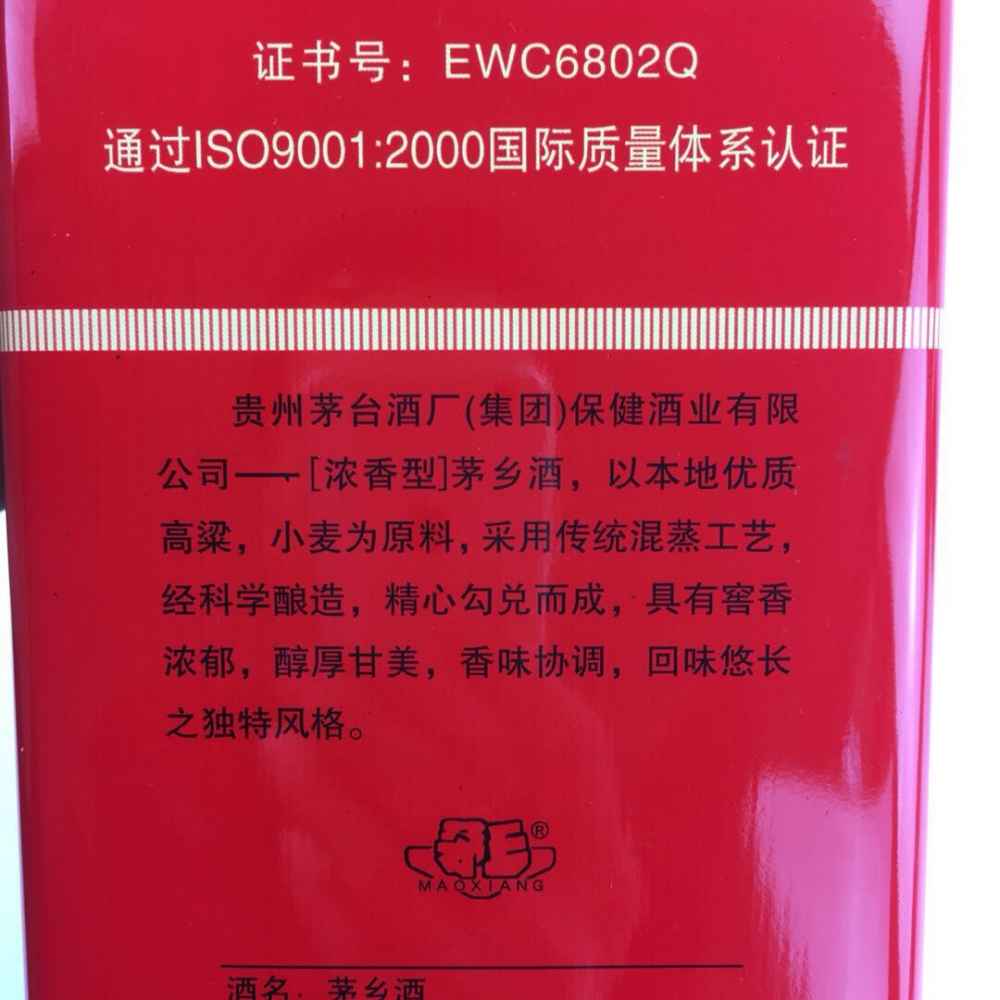 证书号：EWC6802Q
通过ISO9001:2000国际质量体系认证
贵州茅台酒厂(集团)保健酒业有限
公司——[浓香型]茅乡酒，以本地优质
高粱，小麦为原料，采用传统混蒸工艺，
经科学酿造，精心勾兑而成，具有窖香
浓郁，醇厚甘美，香味协调，回味悠长
之独特风格。
®
MAOXIANG
酒名：茅乡酒